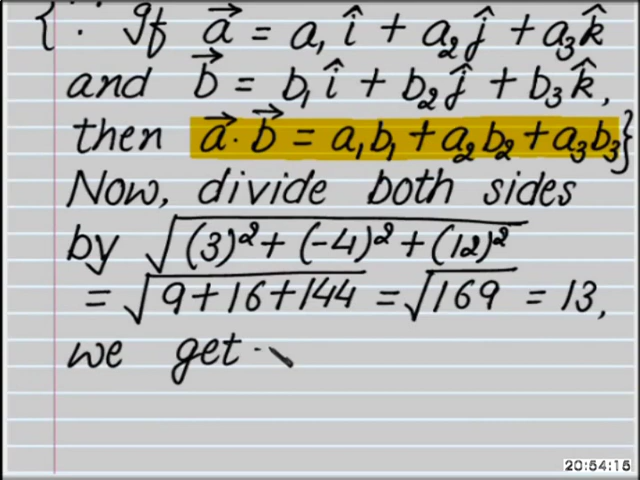 {∵ If a⃗ = a₁î + a₂ĵ + a₃k̂
and b⃗ = b₁î + b₂ĵ + b₃k̂,
then a⃗·b⃗ = a₁b₁ + a₂b₂ + a₃b₃}
Now, divide both sides
by √((3)² + (-4)² + (12)²)
= √(9+16+144) = √169 = 13,
we get
20:54:15